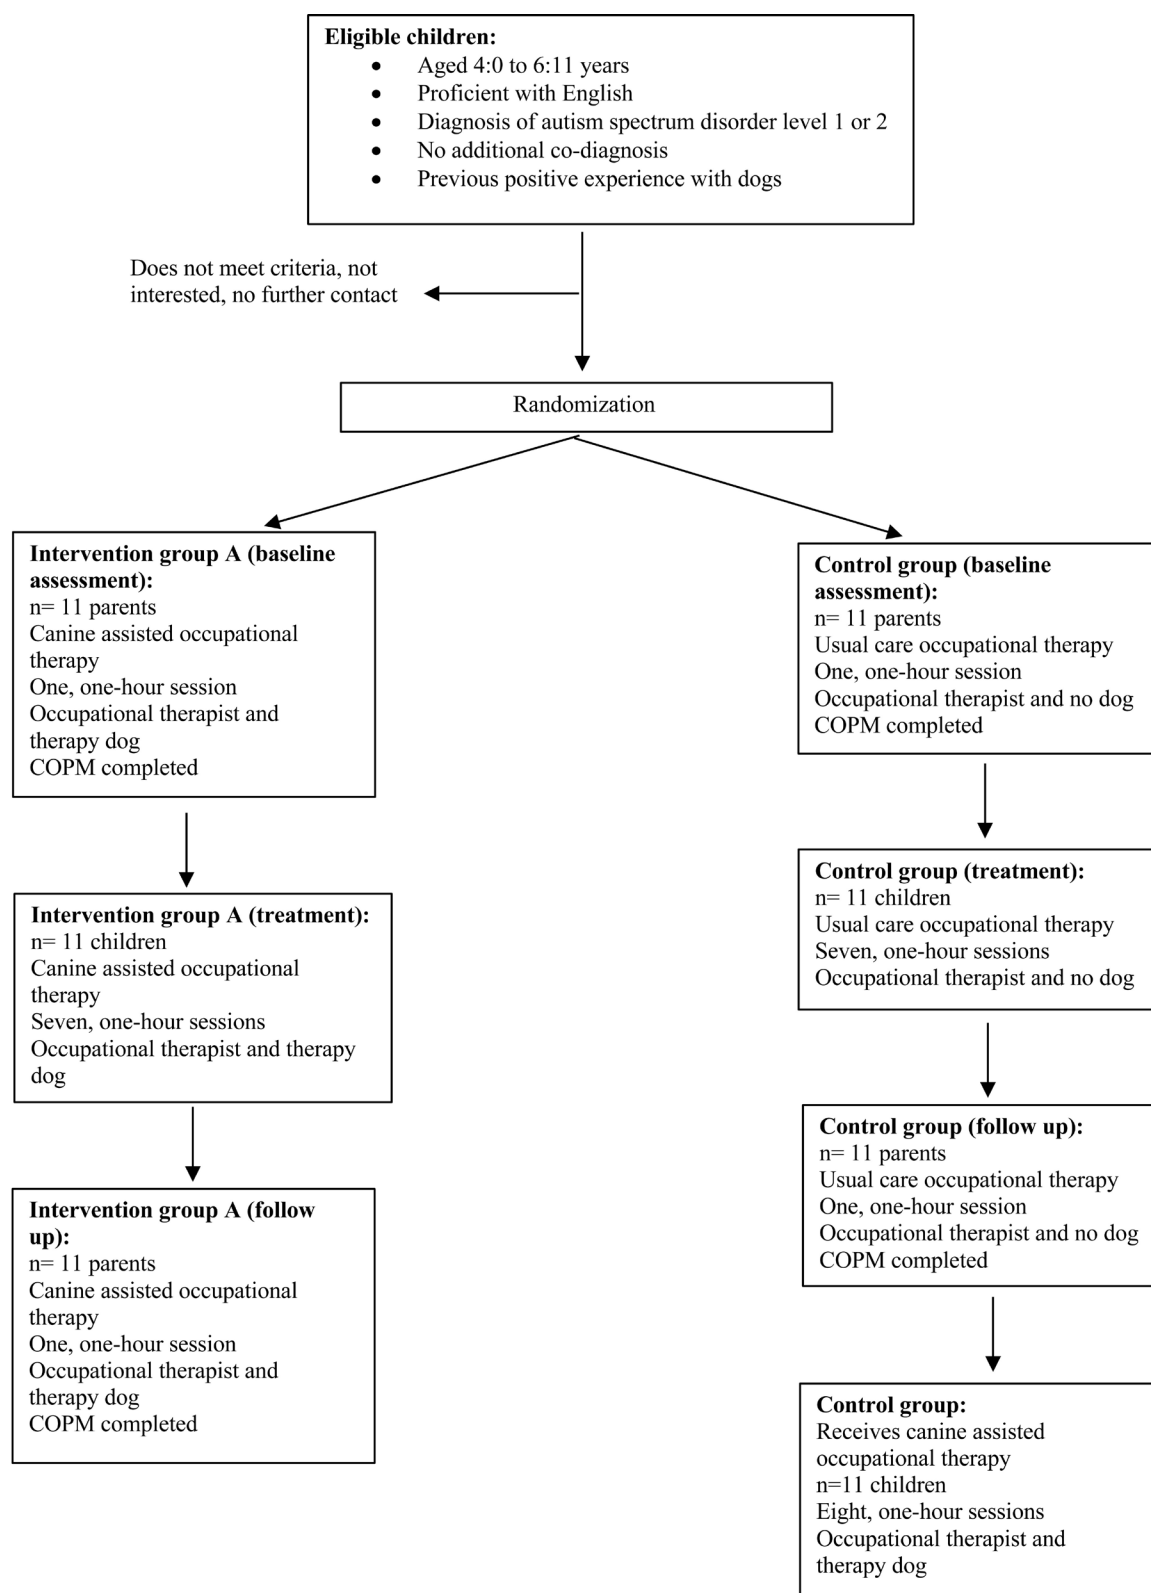 Eligible children:
• Aged 4:0 to 6:11 years
• Proficient with English
• Diagnosis of autism spectrum disorder level 1 or 2
• No additional co-diagnosis
• Previous positive experience with dogs
Does not meet criteria, not
interested, no further contact
Randomization
Intervention group A (baseline
assessment):
n= 11 parents
Canine assisted occupational
therapy
One, one-hour session
Occupational therapist and
therapy dog
COPM completed
Intervention group A (treatment):
n= 11 children
Canine assisted occupational
therapy
Seven, one-hour sessions
Occupational therapist and therapy
dog
Intervention group A (follow
up):
n= 11 parents
Canine assisted occupational
therapy
One, one-hour session
Occupational therapist and
therapy dog
COPM completed
Control group (baseline
assessment):
n= 11 parents
Usual care occupational therapy
One, one-hour session
Occupational therapist and no dog
COPM completed
Control group (treatment):
n= 11 children
Usual care occupational therapy
Seven, one-hour sessions
Occupational therapist and no dog
Control group (follow up):
n= 11 parents
Usual care occupational therapy
One, one-hour session
Occupational therapist and no dog
COPM completed
Control group:
Receives canine assisted
occupational therapy
n=11 children
Eight, one-hour sessions
Occupational therapist and
therapy dog